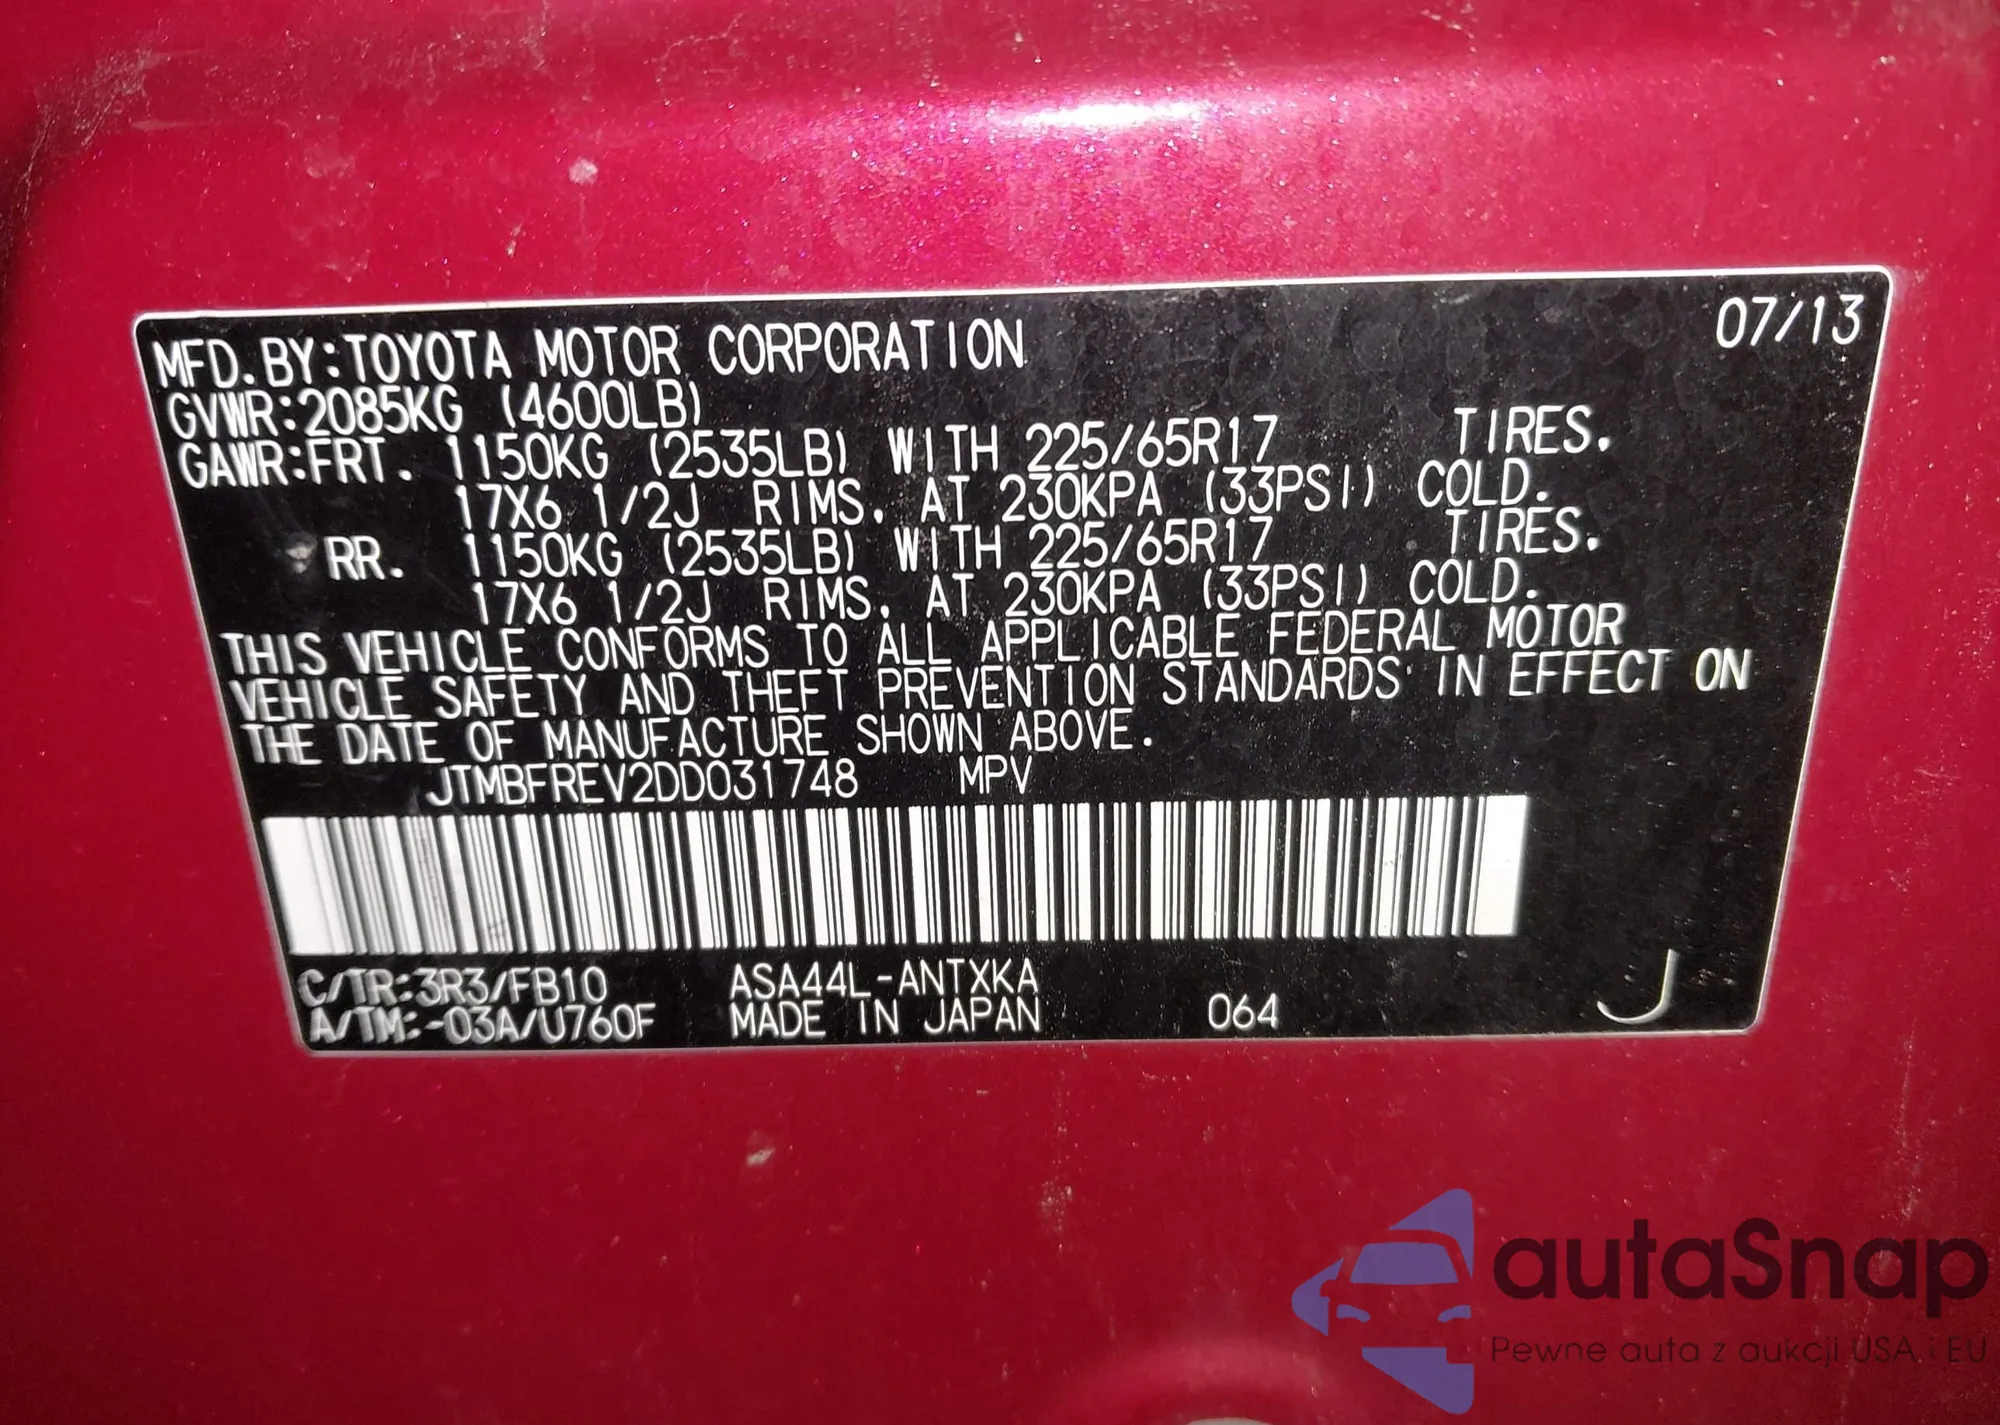 07/13
MFD. BY: TOYOTA MOTOR CORPORATION
GVWR: 2085KG (4600LB)
GAWR: FRT. 1150KG (2535LB) WITH 225/65R17 TIRES.
17X6 1/2J RIMS. AT 230KPA (33PSI) COLD.
RR. 1150KG (2535LB) WITH 225/65R17 TIRES.
17X6 1/2J RIMS. AT 230KPA (33PSI) COLD.
THIS VEHICLE CONFORMS TO ALL APPLICABLE FEDERAL MOTOR
VEHICLE SAFETY AND THEFT PREVENTION STANDARDS IN EFFECT ON
THE DATE OF MANUFACTURE SHOWN ABOVE.
JTMBFREV2DD031748 MPV
C/TR: 3R3/FB10 ASA44L-ANTXKA
A/TM: -03A/U760F MADE IN JAPAN 064 J
autaSnap
Pewne auta z aukcji USA i EU